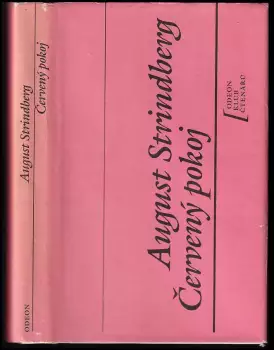 August Strindberg
Červený pokoj
ODEON
August Strindberg
Červený pokoj
ODEON
KLUB
ČTENÁŘŮ